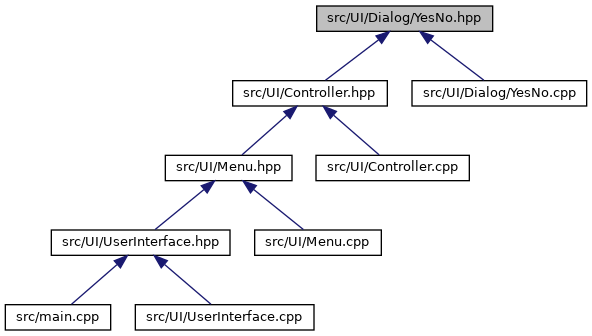 src/UI/Dialog/YesNo.hpp
src/UI/Controller.hpp
src/UI/Dialog/YesNo.cpp
src/UI/Menu.hpp
src/UI/Controller.cpp
src/UI/UserInterface.hpp
src/UI/Menu.cpp
src/main.cpp
src/UI/UserInterface.cpp